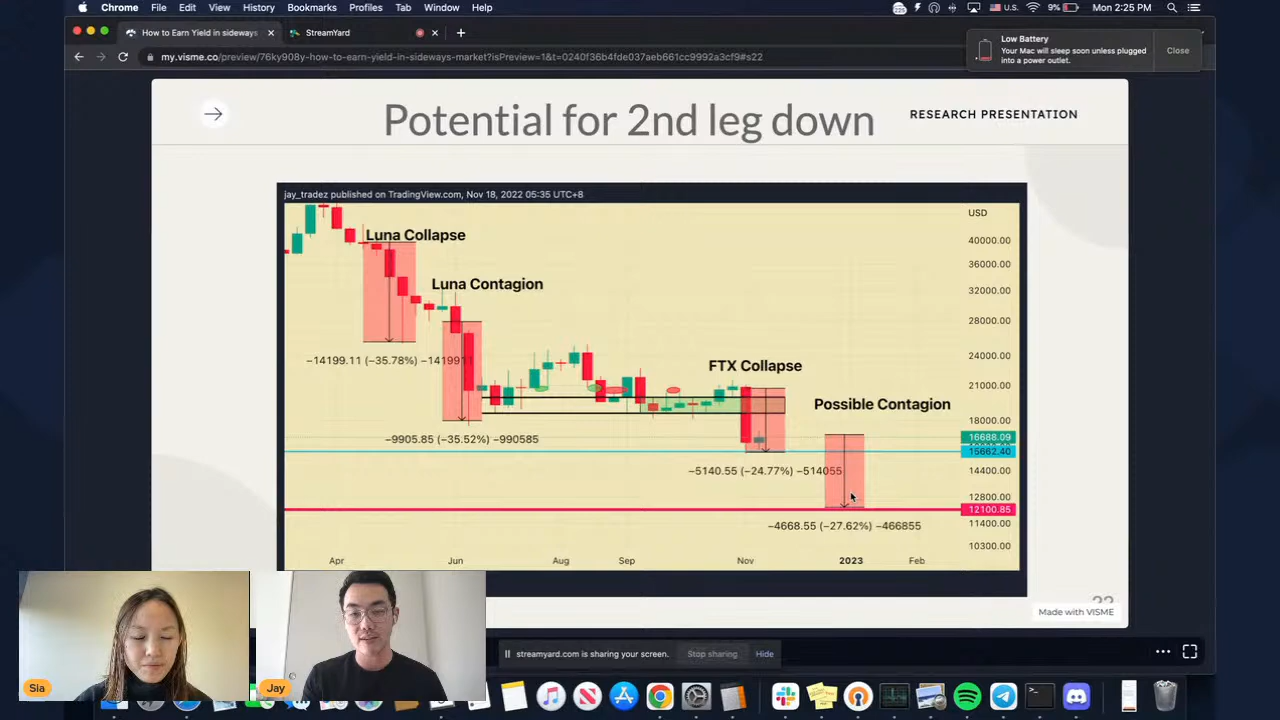 Chrome File Edit View History Bookmarks Profiles Tab Window Help
U.S. 9% Mon 2:25 PM
How to Earn Yield in sideways
StreamYard
my.visme.co/preview/76ky908y-how-to-earn-yield-in-sideways-market?isPreview=1&t=0240f36b4fde037aeb661cc9992a3cf9#s22
Low Battery
Your Mac will sleep soon unless plugged
into a power outlet.
Close
Potential for 2nd leg down
RESEARCH PRESENTATION
jay_tradez published on TradingView.com, Nov 18, 2022 05:35 UTC+8
USD
Luna Collapse
40000.00
36000.00
Luna Contagion
32000.00
28000.00
−14199.11 (−35.78%) −1419911
24000.00
FTX Collapse
21000.00
Possible Contagion
18000.00
−9905.85 (−35.52%) −990585
16688.09
15662.40
−5140.55 (−24.77%) −514055
14400.00
12800.00
12100.85
−4668.55 (−27.62%) −466855
11400.00
10300.00
Apr Jun Aug Sep Nov 2023 Feb
Made with VISME
streamyard.com is sharing your screen.
Stop sharing
Hide
Sia
Jay